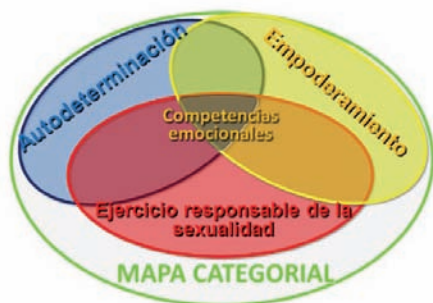 Autodeterminación
Empoderamiento
Competencias
emocionales
Ejercicio responsable de la
sexualidad
MAPA CATEGORIAL